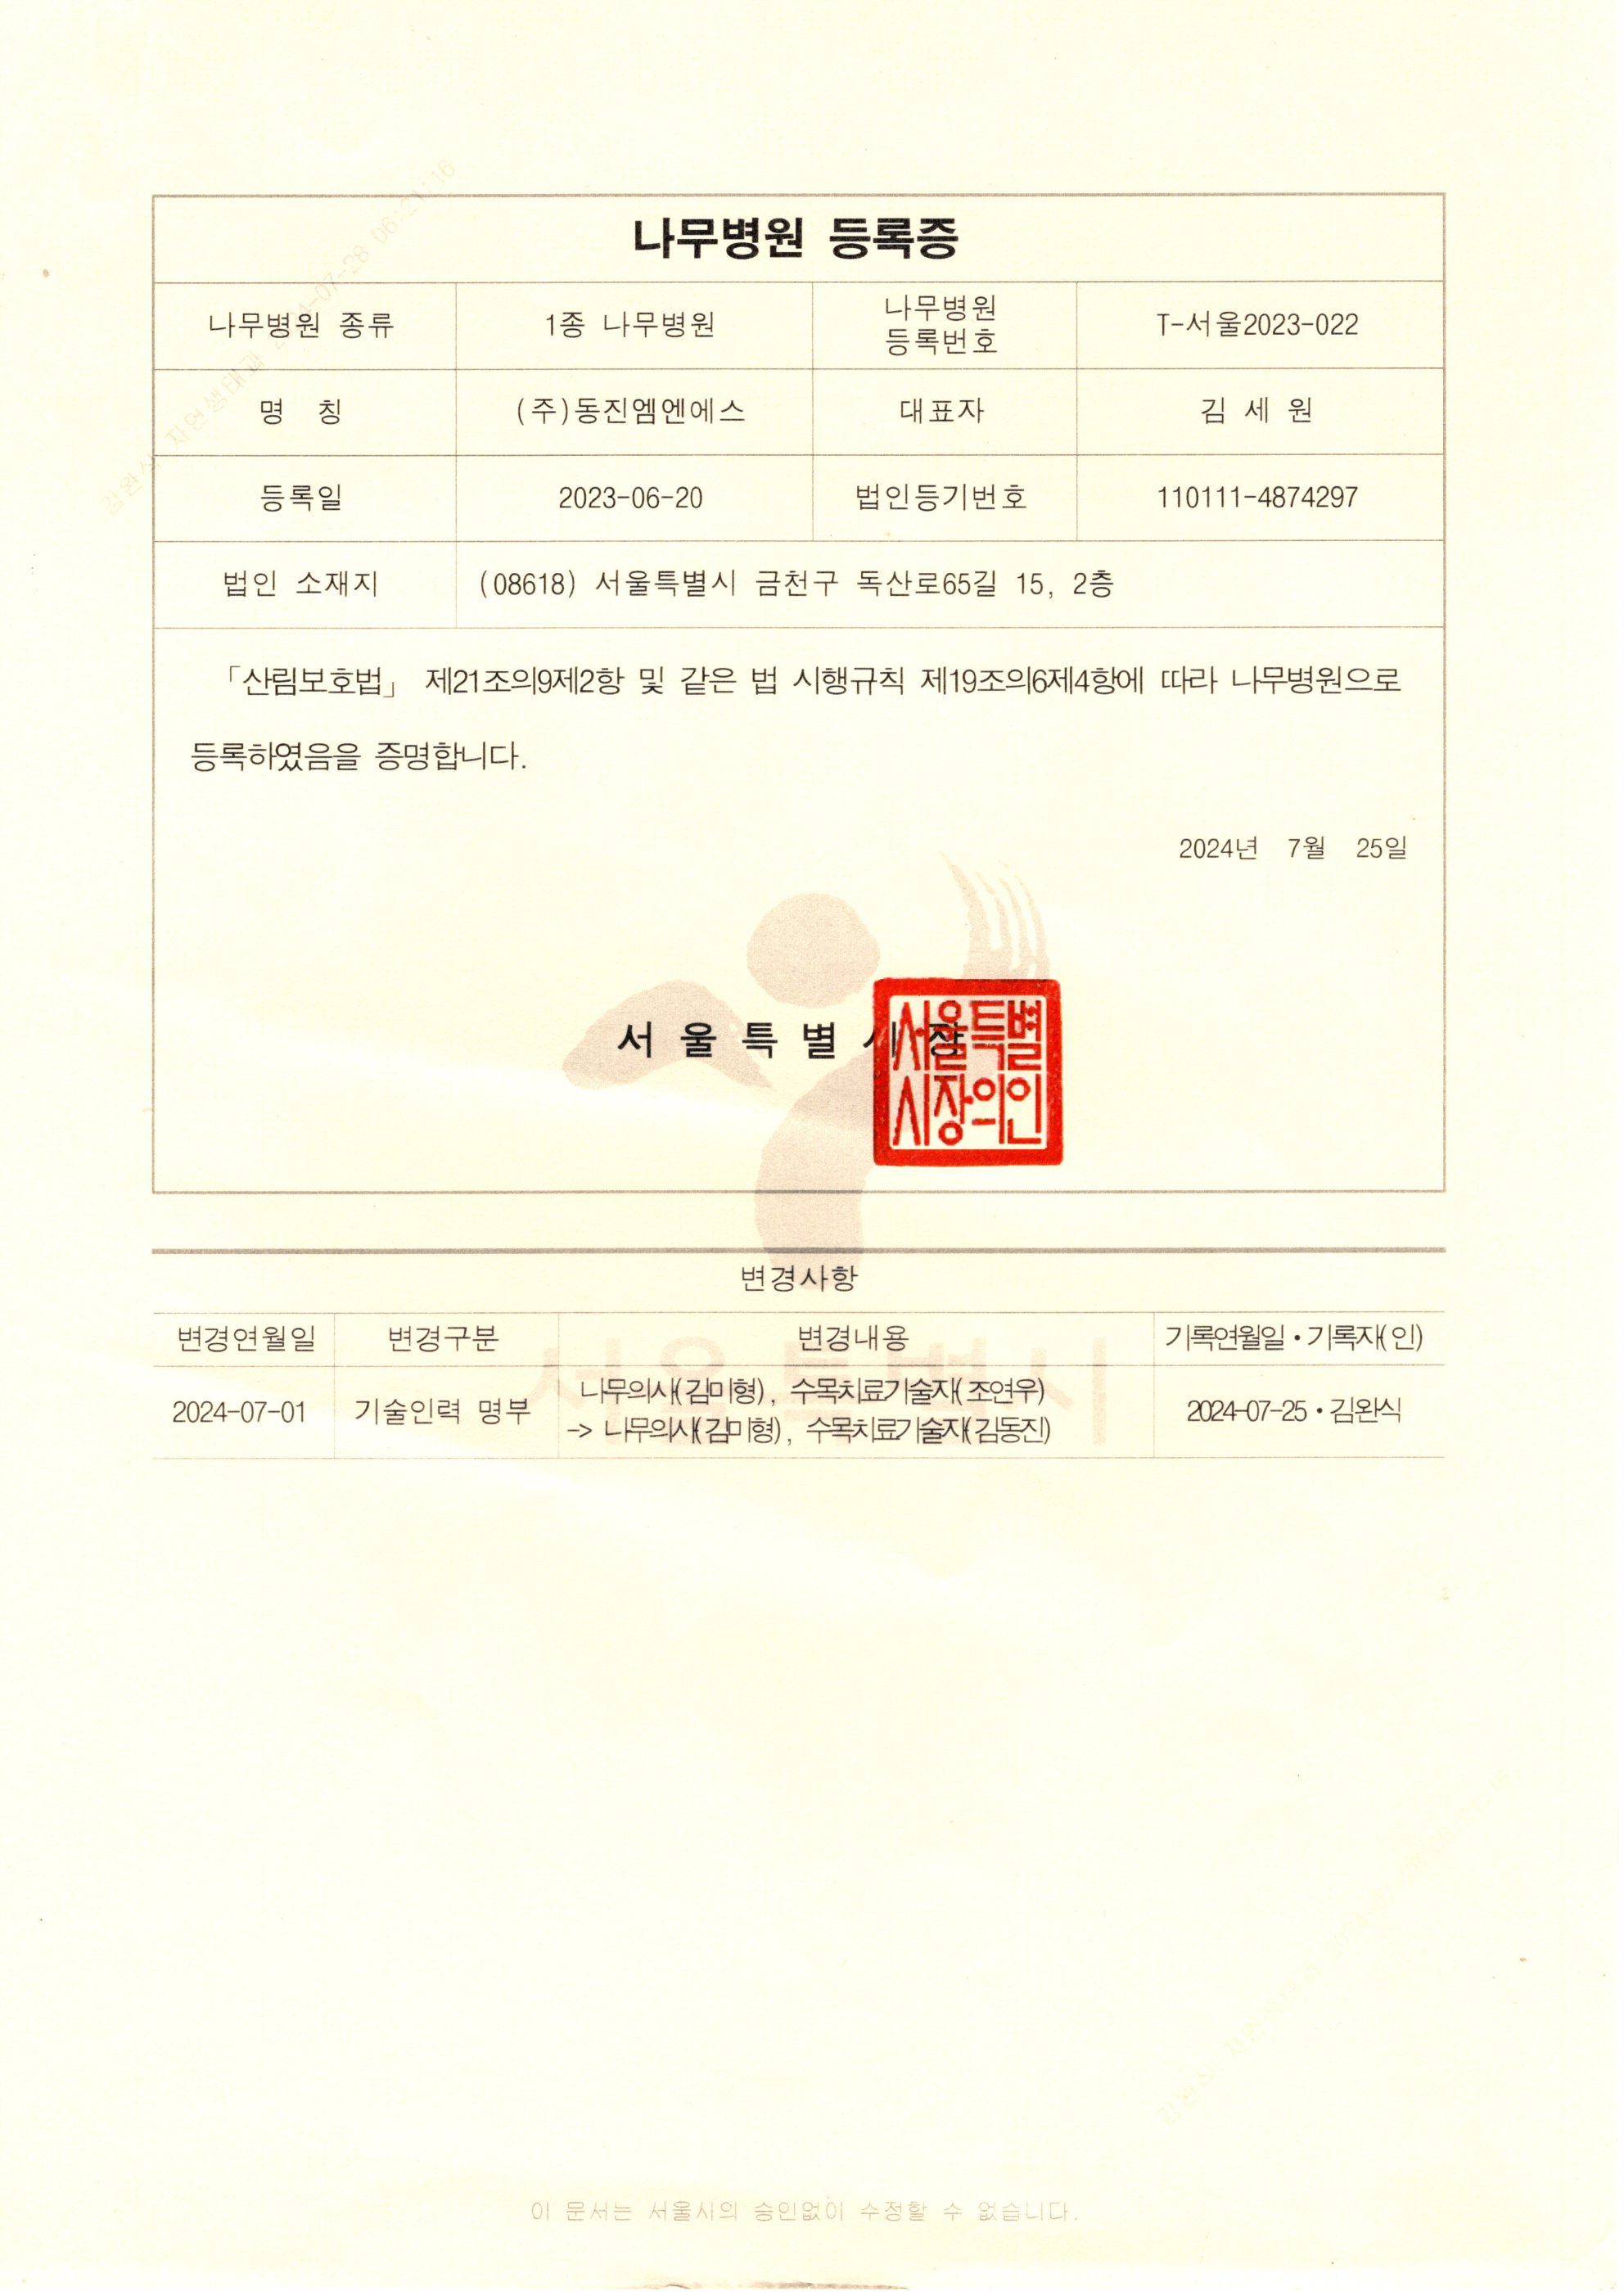 나무병원 등록증
나무병원 종류
1종 나무병원
나무병원
등록번호
T-서울2023-022
명 칭
(주)동진엠엔에스
대표자
김 세 원
등록일
2023-06-20
법인등기번호
110111-4874297
법인 소재지
(08618) 서울특별시 금천구 독산로65길 15, 2층
「산림보호법」 제21조의9제2항 및 같은 법 시행규칙 제19조의6제4항에 따라 나무병원으로
등록하였음을 증명합니다.
2024년 7월 25일
서 울 특 별 시 장
서울특별
시장의인
변경사항
변경연월일
변경구분
변경내용
기록연월일·기록자(인)
2024-07-01
기술인력 명부
나무의사(김미형), 수목치료기술자(조연우)
-> 나무의사(김미형), 수목치료기술자(김동진)
2024-07-25·김완식
서울특별시
김완식 자연생태과
이 문서는 서울시의 승인없이 수정할 수 없습니다.